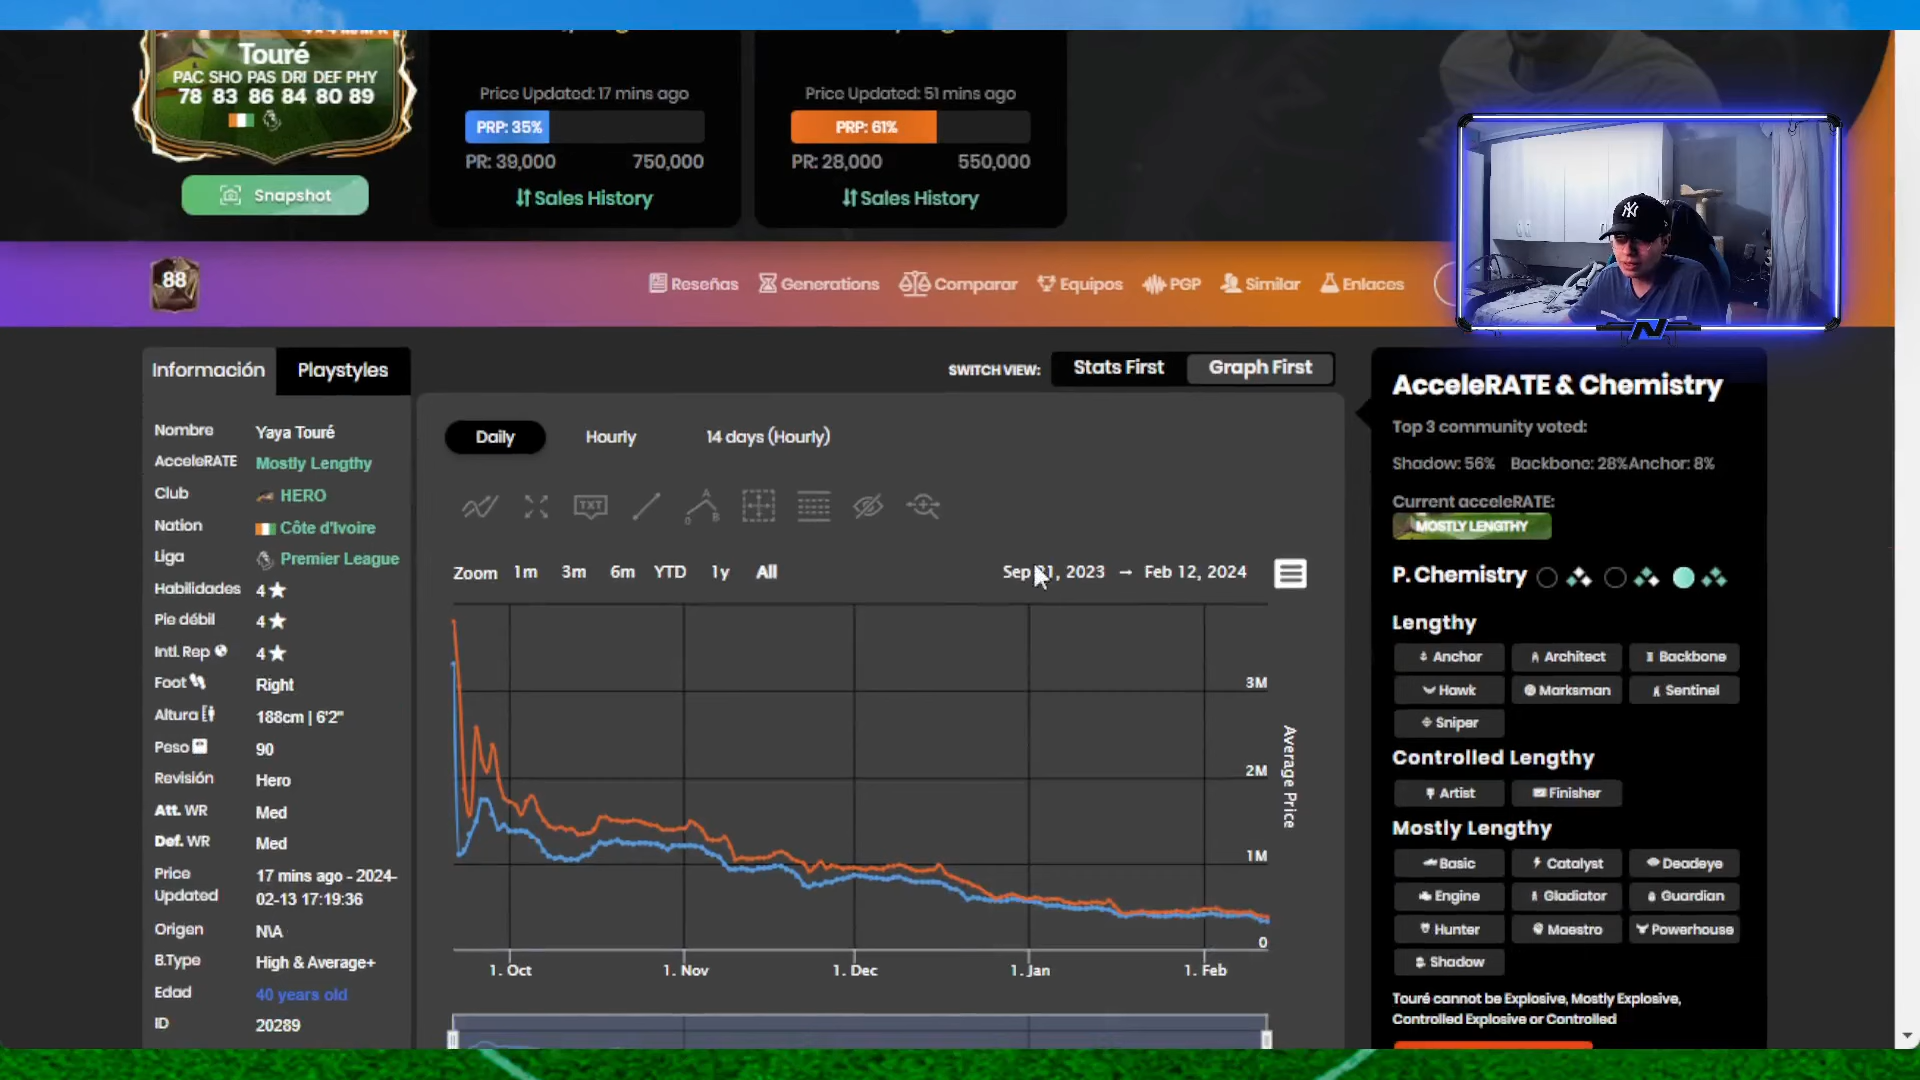 Touré
PAC SHO PAS DRI DEF PHY
78 83 86 84 80 89
Snapshot
Price Updated: 17 mins ago
PRP: 35%
PR: 39,000 750,000
Sales History
Price Updated: 51 mins ago
PRP: 61%
PR: 28,000 550,000
Sales History
NY
N
88
Reseñas Generations Comparar Equipos PGP Similar Enlaces
Información Playstyles
SWITCH VIEW: Stats First Graph First
Nombre Yaya Touré
AcceleRATE Mostly Lengthy
Club HERO
Nation Côte d'Ivoire
Liga Premier League
Habilidades 4
Pie débil 4
Intl. Rep 4
Foot Right
Altura 188cm | 6'2"
Peso 90
Revisión Hero
Att. WR Med
Def. WR Med
Price Updated 17 mins ago - 2024-
02-13 17:19:36
Origen N\A
B.Type High & Average+
Edad 40 years old
ID 20289
Daily Hourly 14 days (Hourly)
TXT
A
0 B
Zoom 1m 3m 6m YTD 1y All
Sep 21, 2023 → Feb 12, 2024
3M
2M
1M
0
Average Price
1. Oct 1. Nov 1. Dec 1. Jan 1. Feb
AcceleRATE & Chemistry
Top 3 community voted:
Shadow: 56% Backbone: 28% Anchor: 8%
Current acceleRATE:
MOSTLY LENGTHY
P. Chemistry
Lengthy
Anchor Architect Backbone
Hawk Marksman Sentinel
Sniper
Controlled Lengthy
Artist Finisher
Mostly Lengthy
Basic Catalyst Deadeye
Engine Gladiator Guardian
Hunter Maestro Powerhouse
Shadow
Touré cannot be Explosive, Mostly Explosive,
Controlled Explosive or Controlled